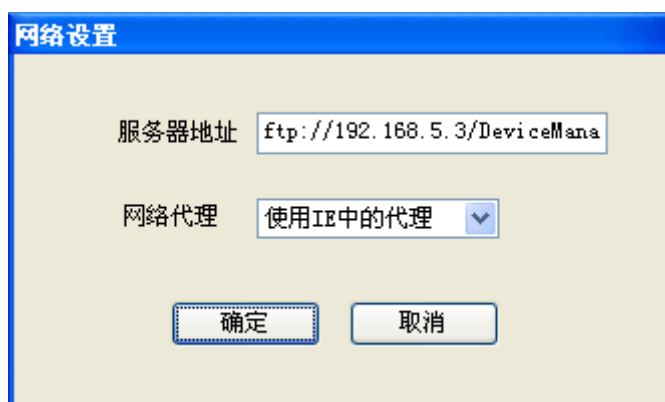 网络设置
服务器地址 ftp://192.168.5.3/DeviceMana
网络代理 使用IE中的代理
确定 取消